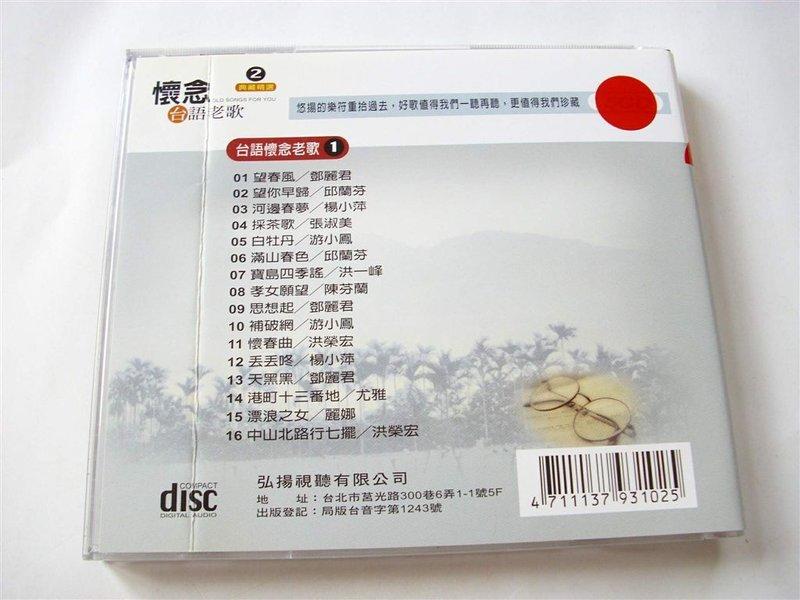 懷念
2
典藏精選
OLD SONGS FOR YOU
台語老歌
悠揚的樂符重拾過去，好歌值得我們一聽再聽，更值得我們珍藏
台語懷念老歌 1
01 望春風／鄧麗君
02 望你早歸／邱蘭芬
03 河邊春夢／楊小萍
04 採茶歌／張淑美
05 白牡丹／游小鳳
06 滿山春色／邱蘭芬
07 寶島四季謠／洪一峰
08 孝女願望／陳芬蘭
09 思想起／鄧麗君
10 補破網／游小鳳
11 懷春曲／洪榮宏
12 丟丟咚／楊小萍
13 天黑黑／鄧麗君
14 港町十三番地／尤雅
15 漂浪之女／麗娜
16 中山北路行七擺／洪榮宏
COMPACT
disc
DIGITAL AUDIO
弘揚視聽有限公司
地　址：台北市莒光路300巷6弄1-1號5F
出版登記：局版台音字第1243號
4 711137 931025